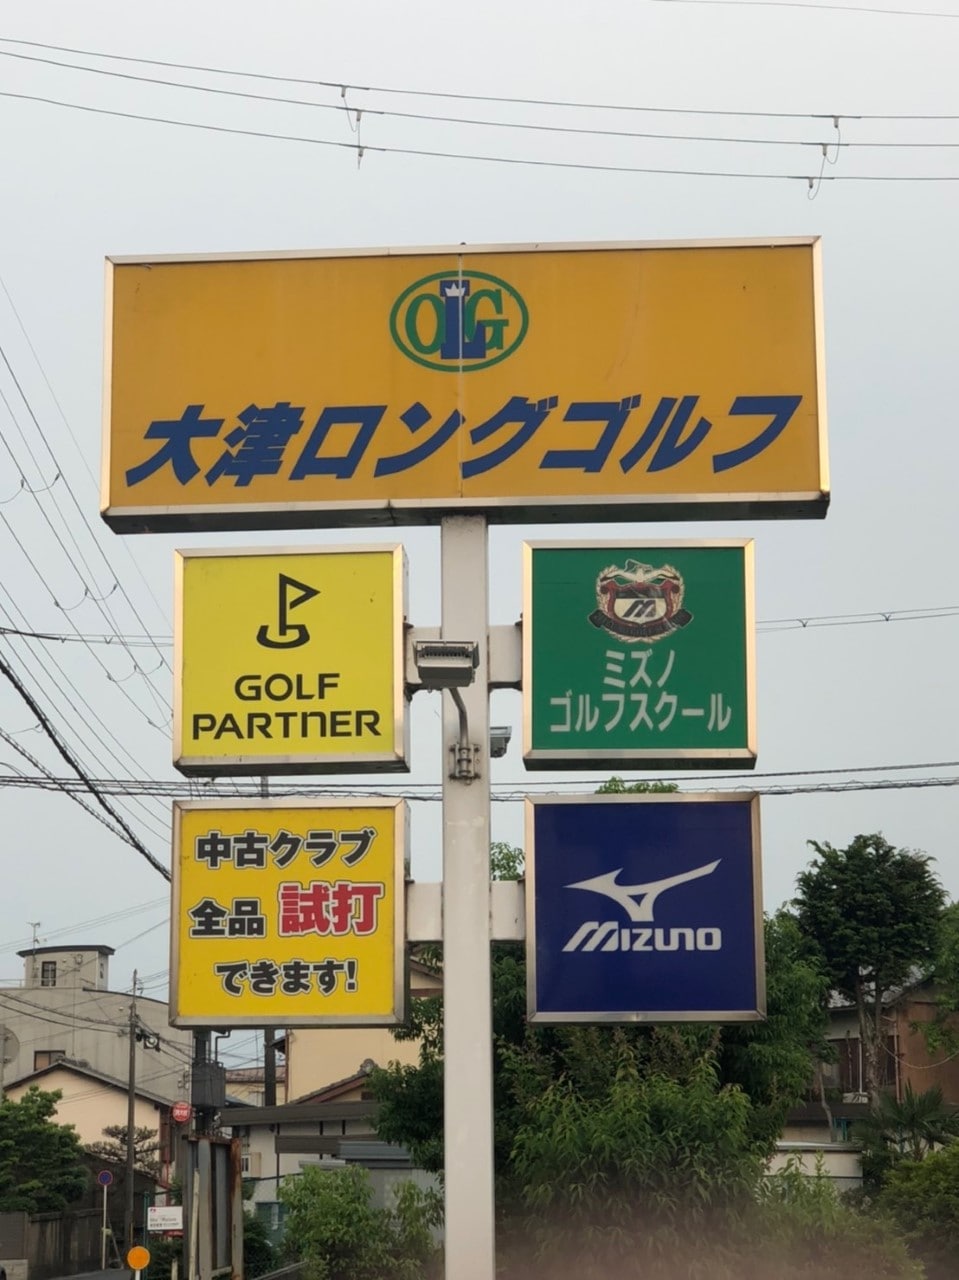 OLG
大津ロングゴルフ
GOLF
PARTNER
ミズノ
ゴルフスクール
中古クラブ
全品 試打
できます!
MIZUNO